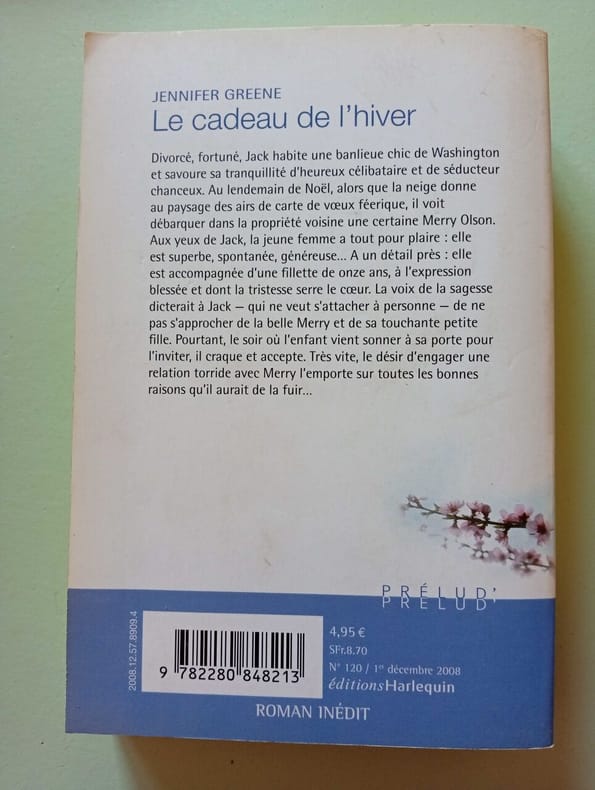 JENNIFER GREENE
Le cadeau de l'hiver
Divorcé, fortuné, Jack habite une banlieue chic de Washington
et savoure sa tranquillité d'heureux célibataire et de séducteur
chanceux. Au lendemain de Noël, alors que la neige donne
au paysage des airs de carte de vœux féerique, il voit
débarquer dans la propriété voisine une certaine Merry Olson.
Aux yeux de Jack, la jeune femme a tout pour plaire : elle
est superbe, spontanée, généreuse... A un détail près : elle
est accompagnée d'une fillette de onze ans, à l'expression
blessée et dont la tristesse serre le cœur. La voix de la sagesse
dicterait à Jack — qui ne veut s'attacher à personne — de ne
pas s'approcher de la belle Merry et de sa touchante petite
fille. Pourtant, le soir où l'enfant vient sonner à sa porte pour
l'inviter, il craque et accepte. Très vite, le désir d'engager une
relation torride avec Merry l'emporte sur toutes les bonnes
raisons qu'il aurait de la fuir...
PRÉLUD'
PRÉLUD'
2008.12.57.8909.4
9 782280 848213
4,95 €
SFr.8.70
N° 120 / 1er décembre 2008
éditionsHarlequin
ROMAN INÉDIT